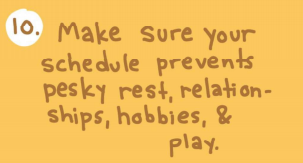 10. Make sure your
schedule prevents
pesky rest, relation-
ships, hobbies, &
play.